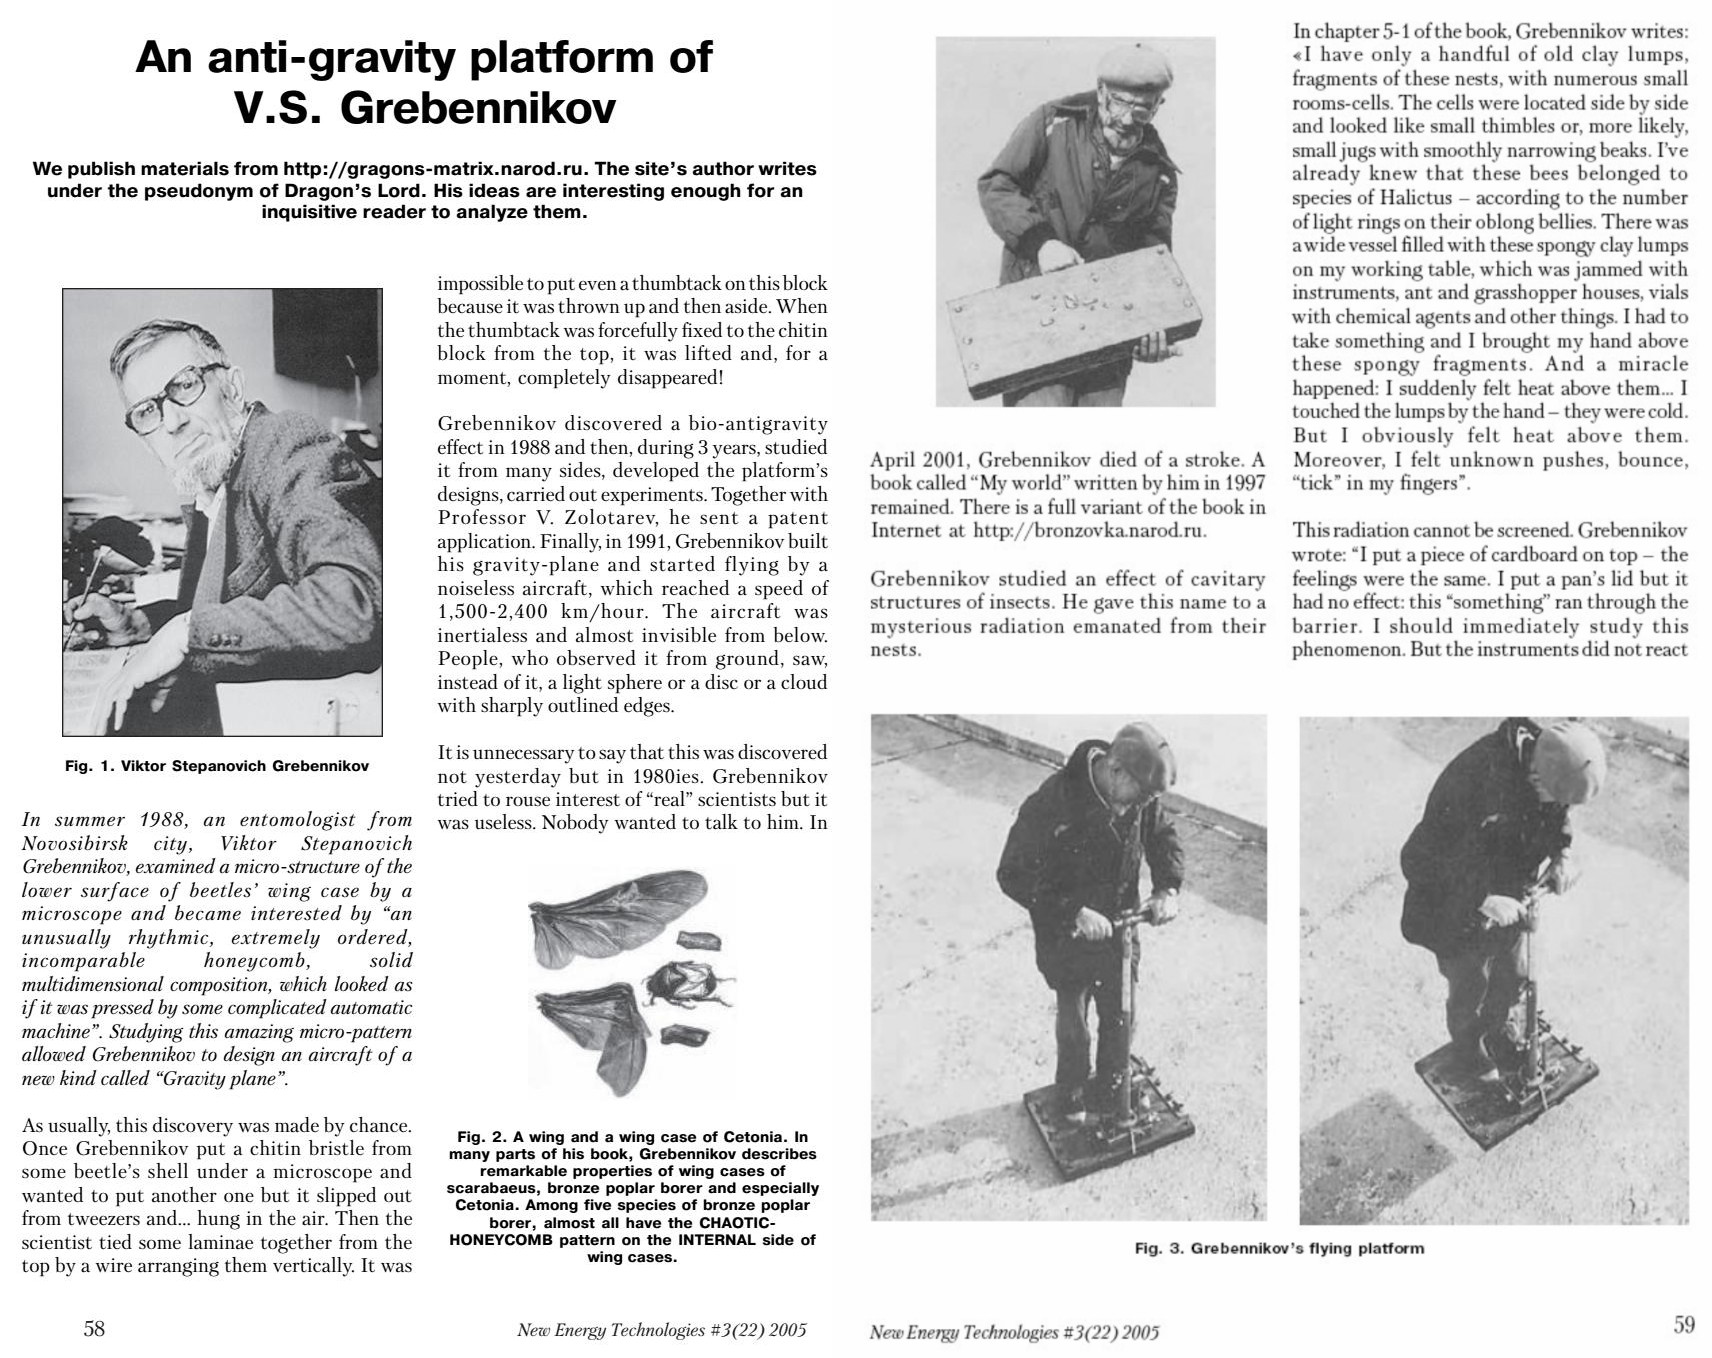 An anti-gravity platform of
V.S. Grebennikov
We publish materials from http://gragons-matrix.narod.ru. The site's author writes
under the pseudonym of Dragon's Lord. His ideas are interesting enough for an
inquisitive reader to analyze them.
Fig. 1. Viktor Stepanovich Grebennikov
In summer 1988, an entomologist from
Novosibirsk city, Viktor Stepanovich
Grebennikov, examined a micro-structure of the
lower surface of beetles' wing case by a
microscope and became interested by "an
unusually rhythmic, extremely ordered,
incomparable honeycomb, solid
multidimensional composition, which looked as
if it was pressed by some complicated automatic
machine". Studying this amazing micro-pattern
allowed Grebennikov to design an aircraft of a
new kind called "Gravity plane".
As usually, this discovery was made by chance.
Once Grebennikov put a chitin bristle from
some beetle's shell under a microscope and
wanted to put another one but it slipped out
from tweezers and... hung in the air. Then the
scientist tied some laminae together from the
top by a wire arranging them vertically. It was
impossible to put even a thumbtack on this block
because it was thrown up and then aside. When
the thumbtack was forcefully fixed to the chitin
block from the top, it was lifted and, for a
moment, completely disappeared!
Grebennikov discovered a bio-antigravity
effect in 1988 and then, during 3 years, studied
it from many sides, developed the platform's
designs, carried out experiments. Together with
Professor V. Zolotarev, he sent a patent
application. Finally, in 1991, Grebennikov built
his gravity-plane and started flying by a
noiseless aircraft, which reached a speed of
1,500-2,400 km/hour. The aircraft was
inertialess and almost invisible from below.
People, who observed it from ground, saw,
instead of it, a light sphere or a disc or a cloud
with sharply outlined edges.
It is unnecessary to say that this was discovered
not yesterday but in 1980ies. Grebennikov
tried to rouse interest of "real" scientists but it
was useless. Nobody wanted to talk to him. In
Fig. 2. A wing and a wing case of Cetonia. In
many parts of his book, Grebennikov describes
remarkable properties of wing cases of
scarabaeus, bronze poplar borer and especially
Cetonia. Among five species of bronze poplar
borer, almost all have the CHAOTIC-
HONEYCOMB pattern on the INTERNAL side of
wing cases.
58
New Energy Technologies #3(22) 2005
April 2001, Grebennikov died of a stroke. A
book called "My world" written by him in 1997
remained. There is a full variant of the book in
Internet at http://bronzovka.narod.ru.
Grebennikov studied an effect of cavitary
structures of insects. He gave this name to a
mysterious radiation emanated from their
nests.
In chapter 5-1 of the book, Grebennikov writes:
«I have only a handful of old clay lumps,
fragments of these nests, with numerous small
rooms-cells. The cells were located side by side
and looked like small thimbles or, more likely,
small jugs with smoothly narrowing beaks. I've
already knew that these bees belonged to
species of Halictus – according to the number
of light rings on their oblong bellies. There was
a wide vessel filled with these spongy clay lumps
on my working table, which was jammed with
instruments, ant and grasshopper houses, vials
with chemical agents and other things. I had to
take something and I brought my hand above
these spongy fragments. And a miracle
happened: I suddenly felt heat above them... I
touched the lumps by the hand – they were cold.
But I obviously felt heat above them.
Moreover, I felt unknown pushes, bounce,
"tick" in my fingers".
This radiation cannot be screened. Grebennikov
wrote: "I put a piece of cardboard on top – the
feelings were the same. I put a pan's lid but it
had no effect: this "something" ran through the
barrier. I should immediately study this
phenomenon. But the instruments did not react
Fig. 3. Grebennikov's flying platform
New Energy Technologies #3(22) 2005
59